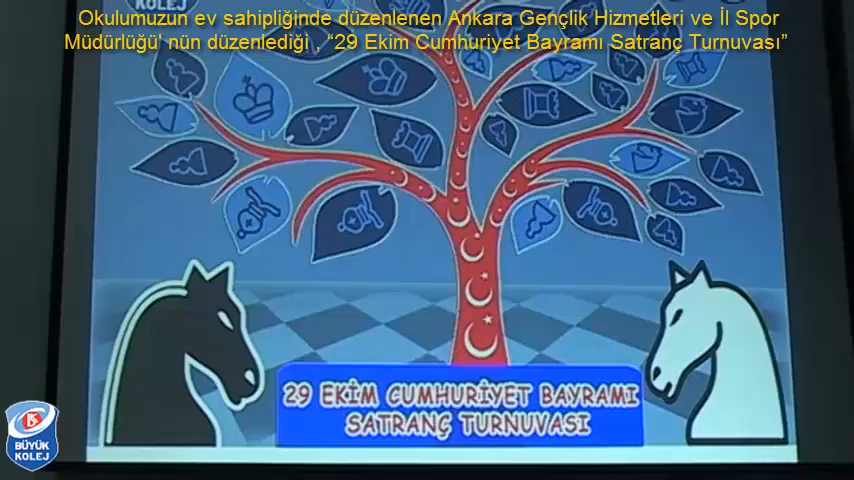 Okulumuzun ev sahipliğinde düzenlenen Ankara Gençlik Hizmetleri ve İl Spor
Müdürlüğü' nün düzenlediği , “29 Ekim Cumhuriyet Bayramı Satranç Turnuvası”
KOLEJ
29 EKİM CUMHURİYET BAYRAMI
SATRANÇ TURNUVASI
BÜYÜK
KOLEJ